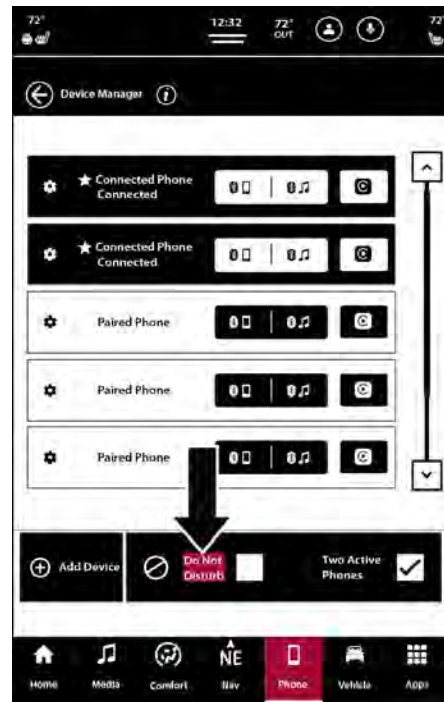 72°
12:32
72°
OUT
72
Device Manager
Connected Phone
Connected
Connected Phone
Connected
Paired Phone
Paired Phone
Paired Phone
Add Device
Do Not
Disturb
Two Active
Phones
NE
Home
Media
Comfort
Nav
Phone
Vehicle
Apps